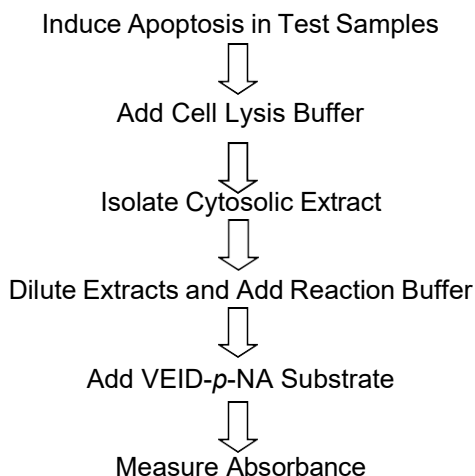 Induce Apoptosis in Test Samples
Add Cell Lysis Buffer
Isolate Cytosolic Extract
Dilute Extracts and Add Reaction Buffer
Add VEID-p-NA Substrate
Measure Absorbance